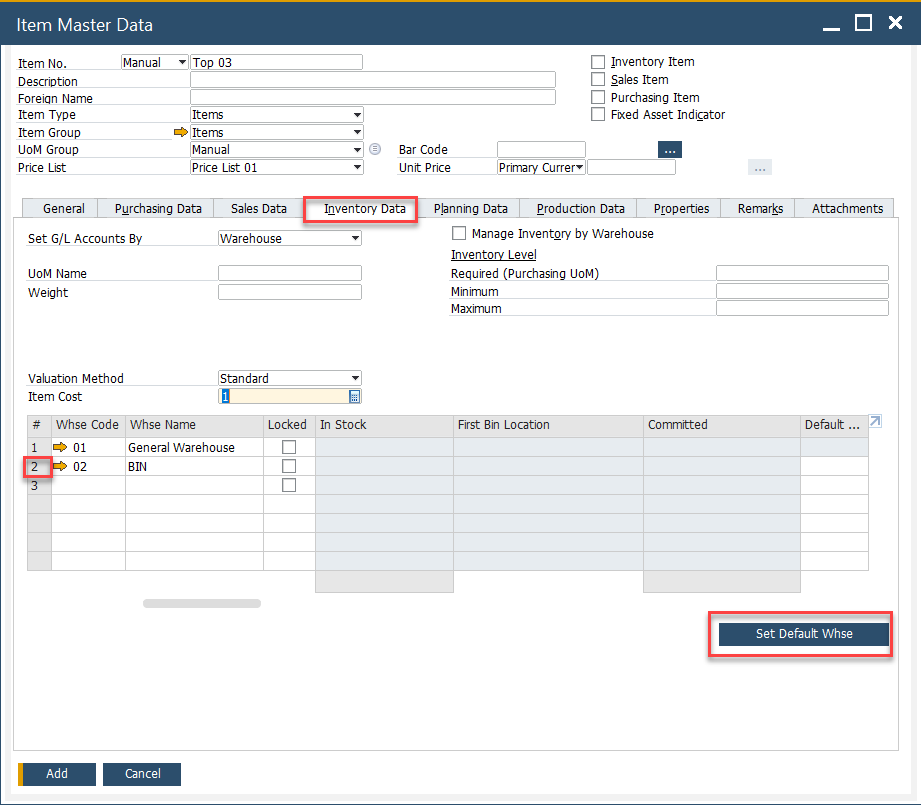 Item Master Data
Item No. Manual Top 03 Inventory Item
Description Sales Item
Foreign Name Purchasing Item
Item Type Items Fixed Asset Indicator
Item Group Items
UoM Group Manual Bar Code ...
Price List Price List 01 Unit Price Primary Currer ...
General Purchasing Data Sales Data Inventory Data Planning Data Production Data Properties Remarks Attachments
Set G/L Accounts By Warehouse Manage Inventory by Warehouse
Inventory Level
UoM Name Required (Purchasing UoM)
Weight Minimum
Maximum
Valuation Method Standard
Item Cost 1
# Whse Code Whse Name Locked In Stock First Bin Location Committed Default ...
1 01 General Warehouse
2 02 BIN
3
Set Default Whse
Add Cancel